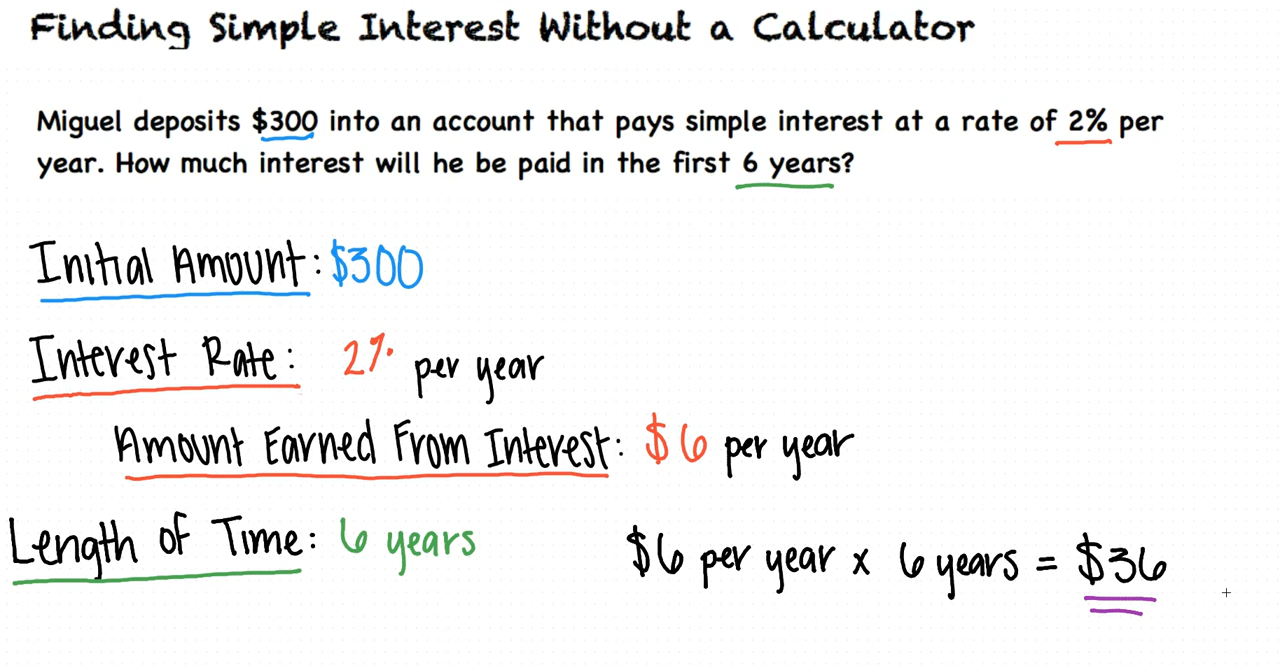 Finding Simple Interest Without a Calculator
Miguel deposits $300 into an account that pays simple interest at a rate of 2% per
year. How much interest will he be paid in the first 6 years?
Initial Amount: $300
Interest Rate: 2% per year
Amount Earned From Interest: $6 per year
Length of Time: 6 years
$6 per year x 6 years = $36